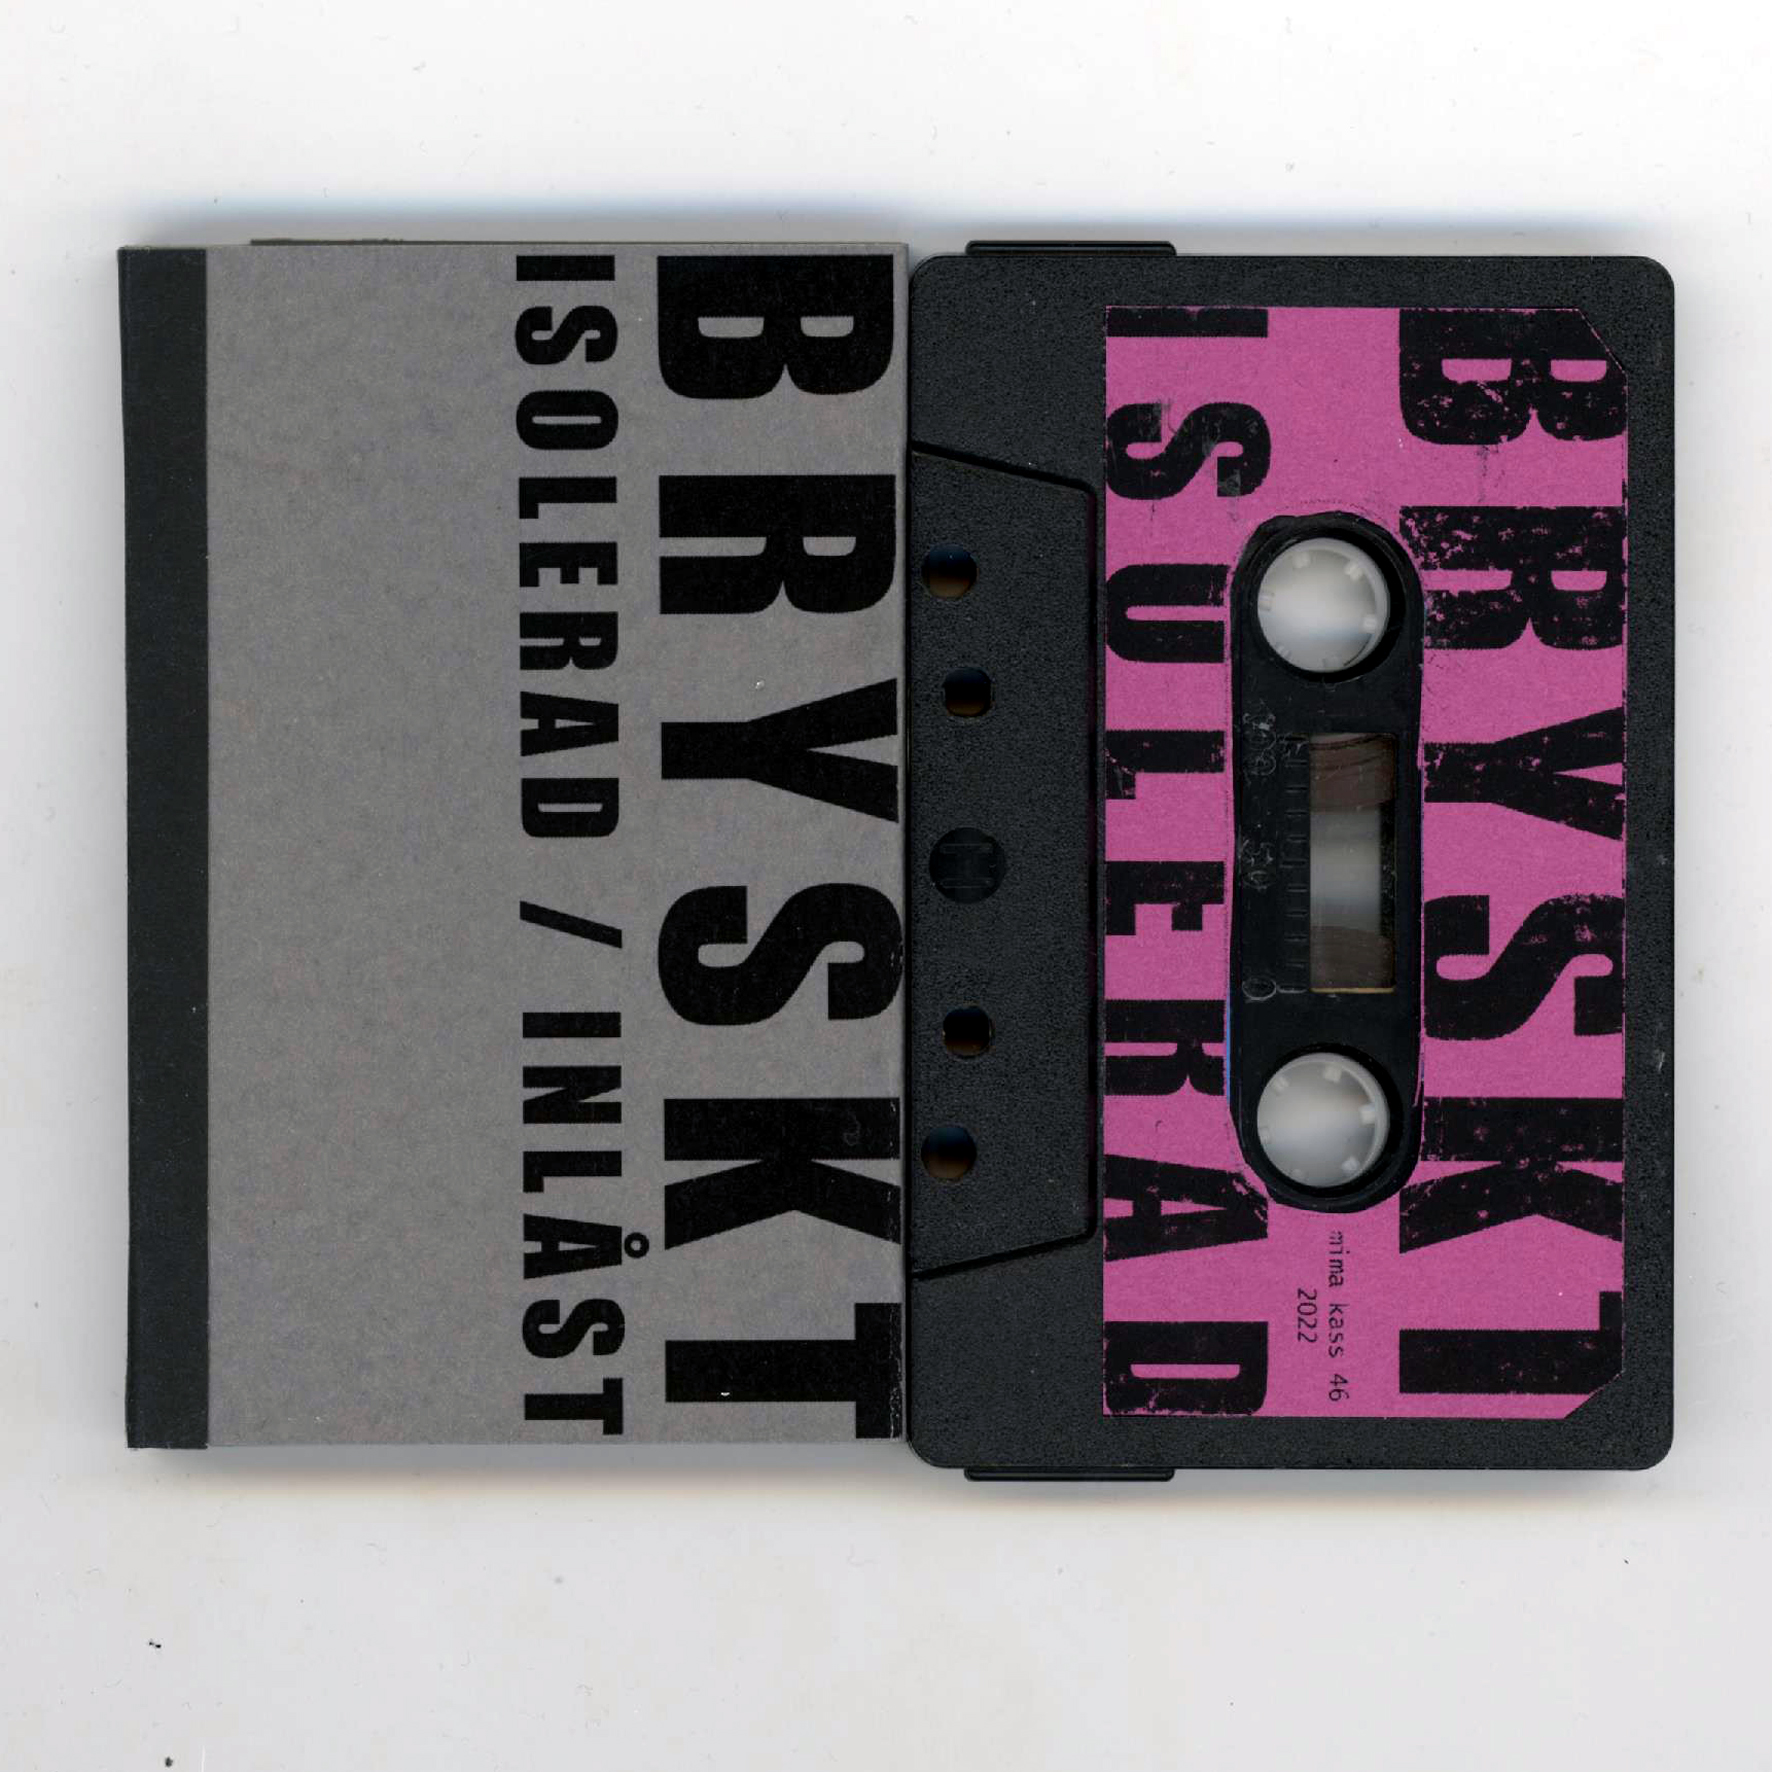 BRYSKT
ISOLERAD / INLÅST
BRYSKT
ISOLERAD
mima kass 46
2022